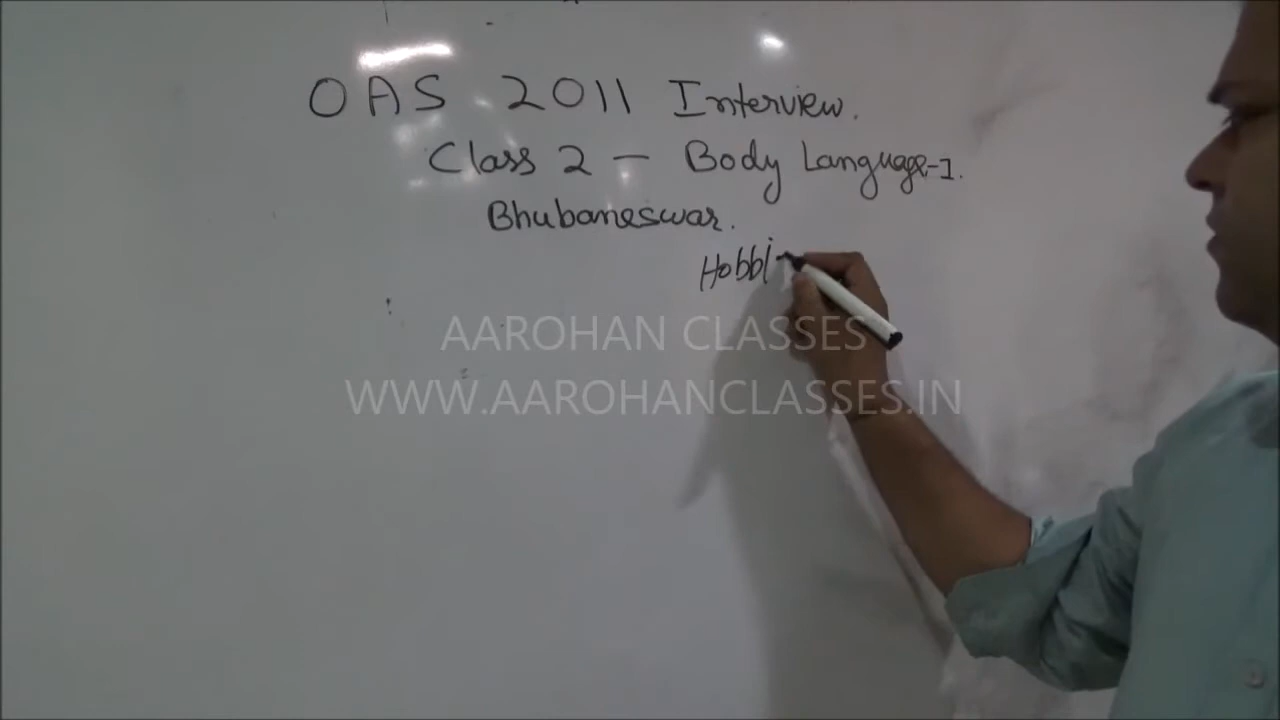 OAS 2011 Interview.
Class 2 - Body Language-1.
Bhubaneswar.
Hobbi
AAROHAN CLASSES
WWW.AAROHANCLASSES.IN